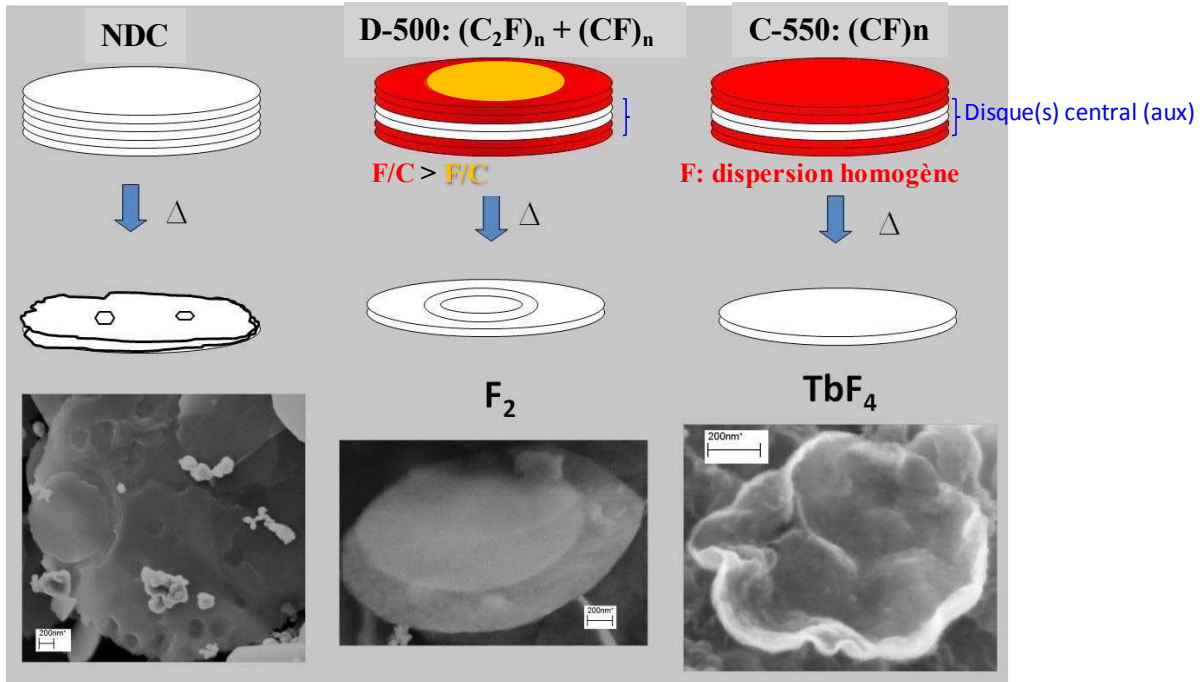 NDC
D-500: (C₂F)ₙ + (CF)ₙ
C-550: (CF)n
Disque(s) central (aux)
F/C > F/C
F: dispersion homogène
Δ
Δ
Δ
F₂
TbF₄
200nm*
200nm*
200nm*